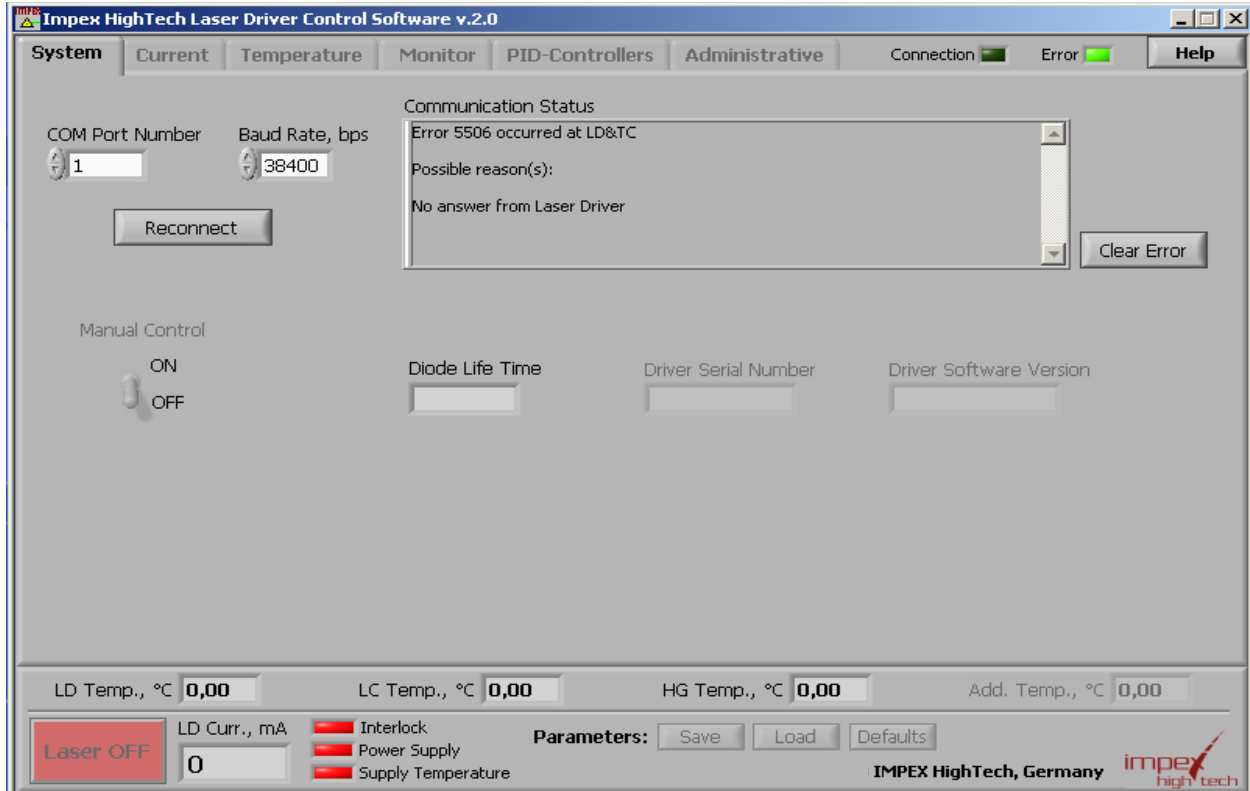 Impex HighTech Laser Driver Control Software v.2.0
System Current Temperature Monitor PID-Controllers Administrative Connection Error Help
Communication Status
COM Port Number Baud Rate, bps
1 38400
Error 5506 occurred at LD&TC
Possible reason(s):
No answer from Laser Driver
Reconnect
Clear Error
Manual Control
ON
OFF
Diode Life Time Driver Serial Number Driver Software Version
LD Temp., °C 0,00 LC Temp., °C 0,00 HG Temp., °C 0,00 Add. Temp., °C 0,00
Laser OFF
LD Curr., mA
0
Interlock
Power Supply
Supply Temperature
Parameters: Save Load Defaults
IMPEX HighTech, Germany
impex
high tech